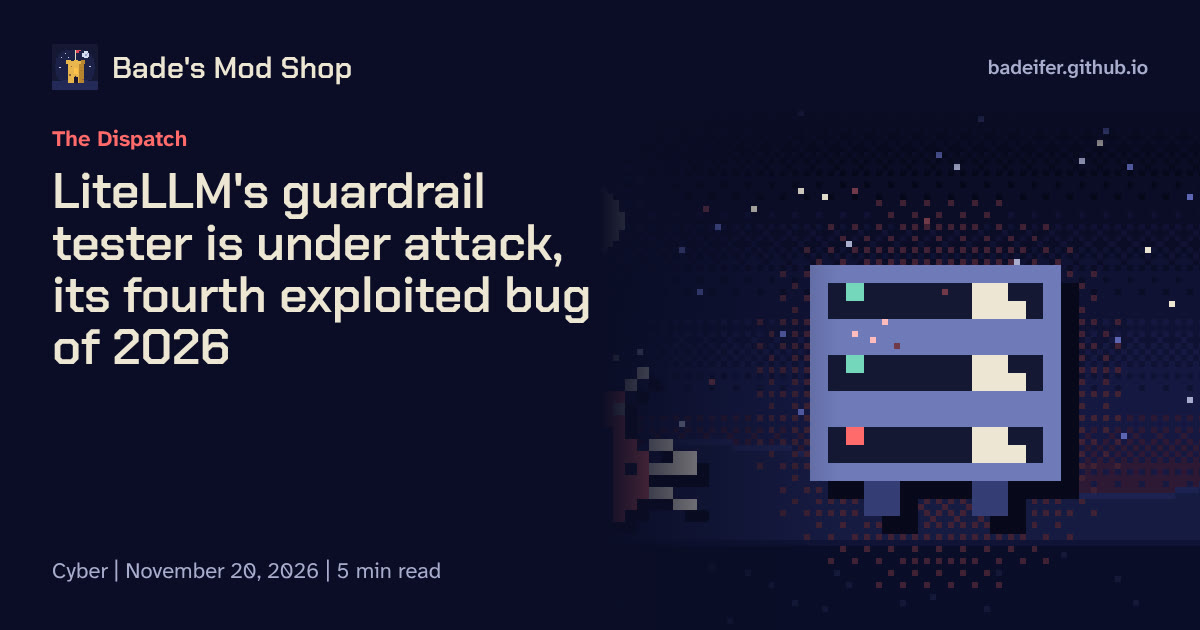 Bade's Mod Shop
badeifer.github.io
The Dispatch
LiteLLM's guardrail
tester is under attack,
its fourth exploited bug
of 2026
Cyber | November 20, 2026 | 5 min read